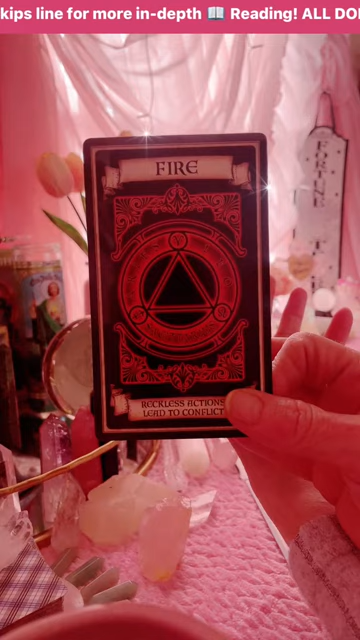 kips line for more in-depth 📖 Reading! ALL DO
FIRE
RECKLESS ACTIONS
LEAD TO CONFLICT